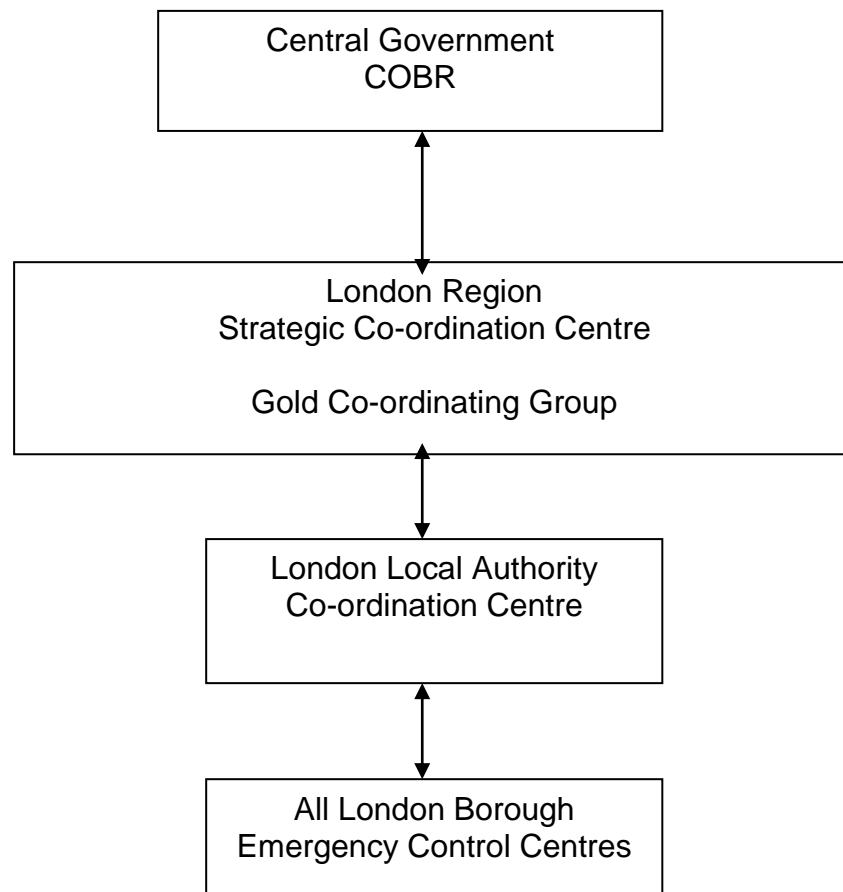 Central Government
COBR
London Region
Strategic Co-ordination Centre
Gold Co-ordinating Group
London Local Authority
Co-ordination Centre
All London Borough
Emergency Control Centres